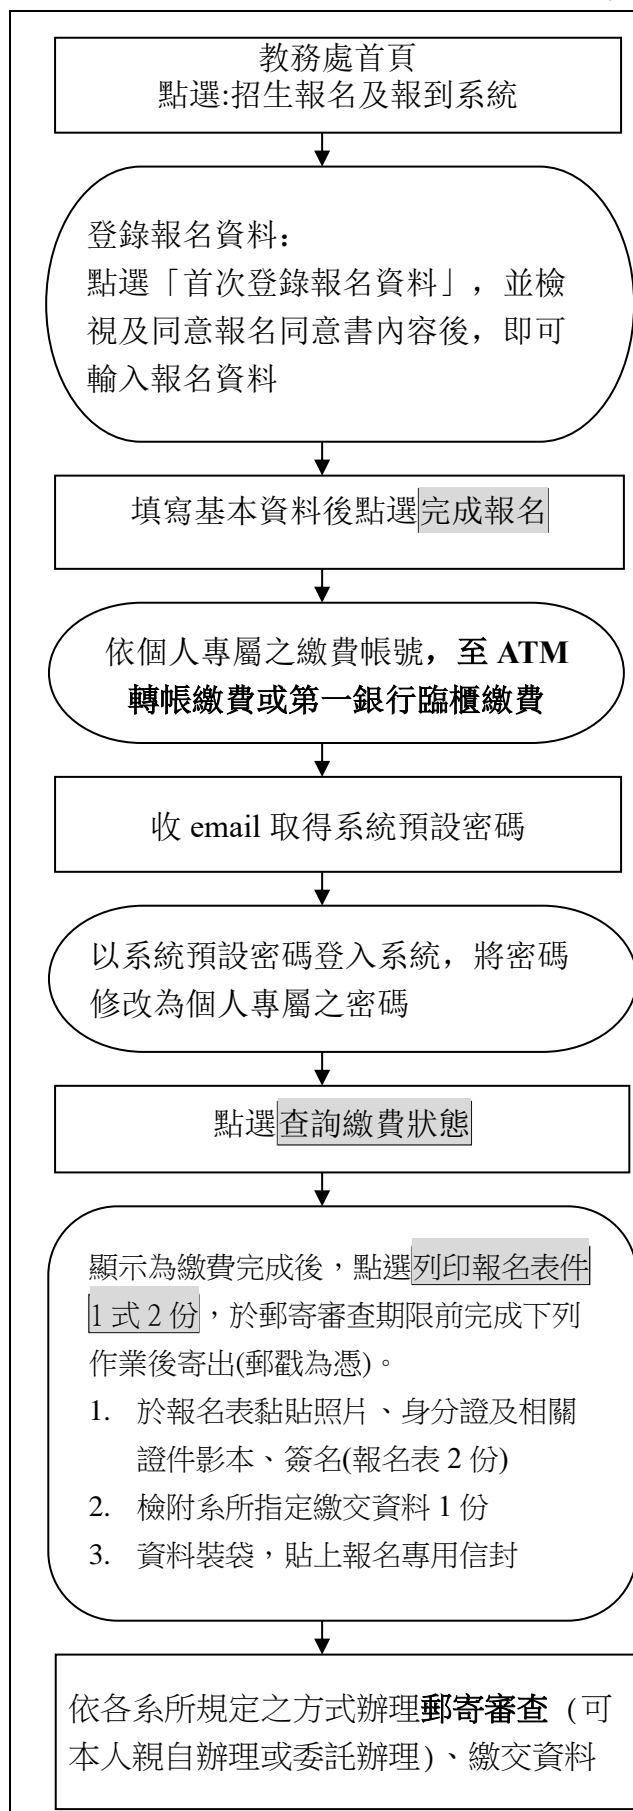 教務處首頁
點選:招生報名及報到系統
登錄報名資料：
點選「首次登錄報名資料」，並檢
視及同意報名同意書內容後，即可
輸入報名資料
填寫基本資料後點選完成報名
依個人專屬之繳費帳號，至 ATM
轉帳繳費或第一銀行臨櫃繳費
收 email 取得系統預設密碼
以系統預設密碼登入系統，將密碼
修改為個人專屬之密碼
點選查詢繳費狀態
顯示為繳費完成後，點選列印報名表件
1 式 2 份，於郵寄審查期限前完成下列
作業後寄出(郵戳為憑)。
1. 於報名表黏貼照片、身分證及相關
證件影本、簽名(報名表 2 份)
2. 檢附系所指定繳交資料 1 份
3. 資料裝袋，貼上報名專用信封
依各系所規定之方式辦理郵寄審查（可
本人親自辦理或委託辦理)、繳交資料